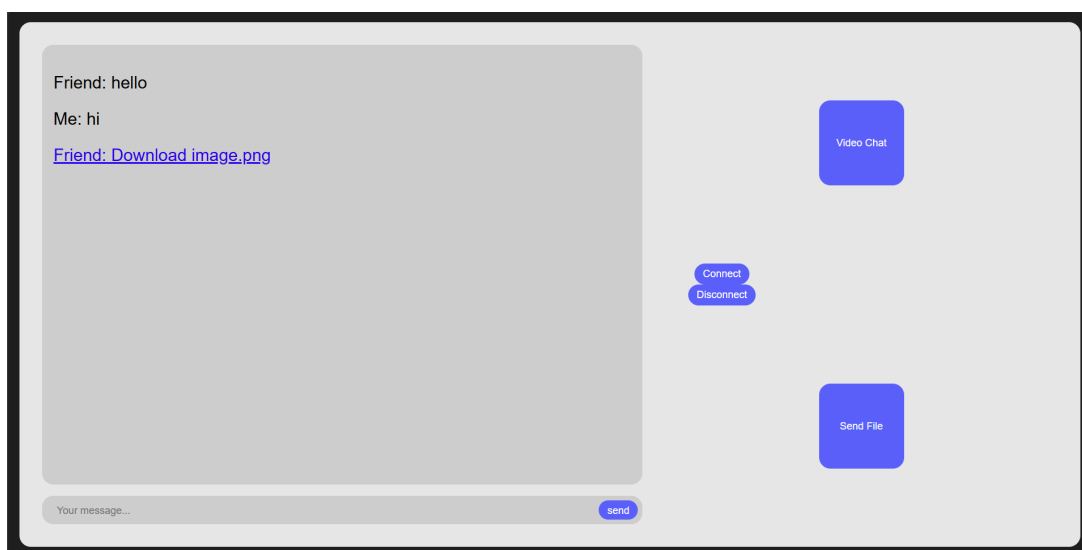 Friend: hello
Me: hi
Friend: Download image.png
Your message...
send
Video Chat
Connect
Disconnect
Send File